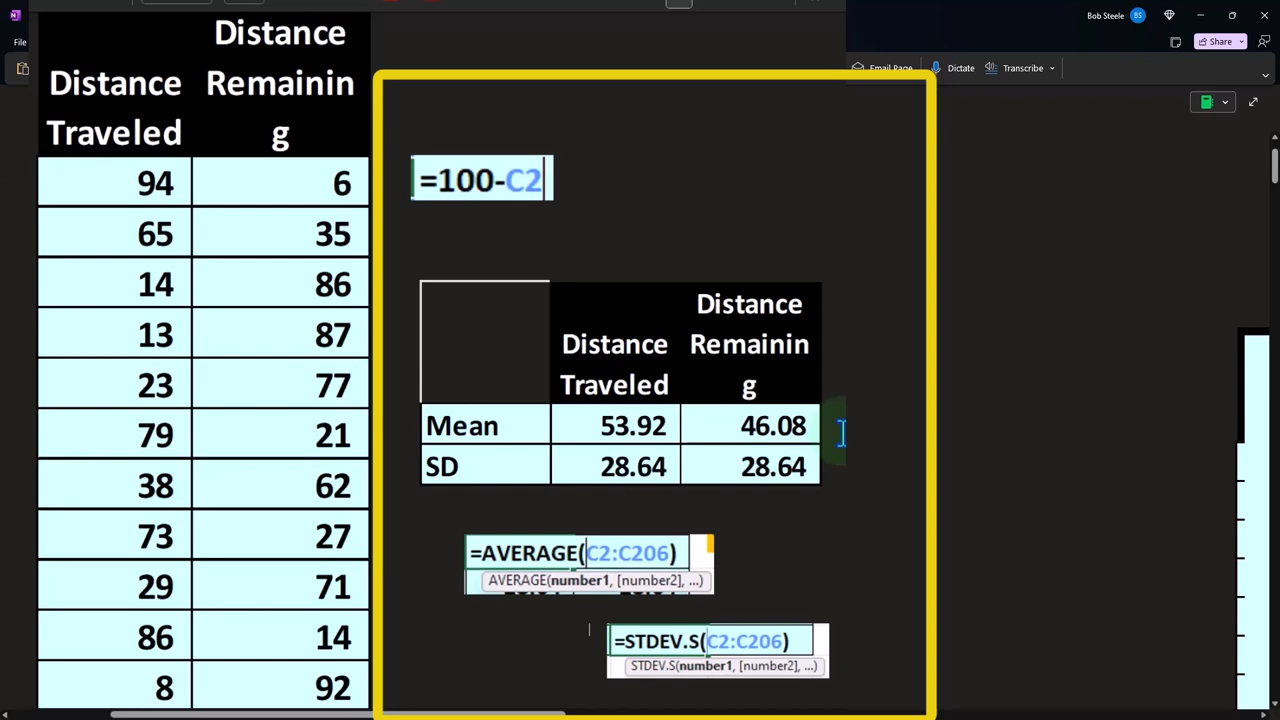 Bob Steele BS
File
Share
Email Page Dictate Transcribe
Distance
Traveled
Distance
Remainin
g
94 6
65 35
14 86
13 87
23 77
79 21
38 62
73 27
29 71
86 14
8 92
=100-C2
Distance
Traveled
Distance
Remainin
g
Mean 53.92 46.08
SD 28.64 28.64
=AVERAGE(C2:C206)
AVERAGE(number1, [number2], ...)
=STDEV.S(C2:C206)
STDEV.S(number1, [number2], ...)